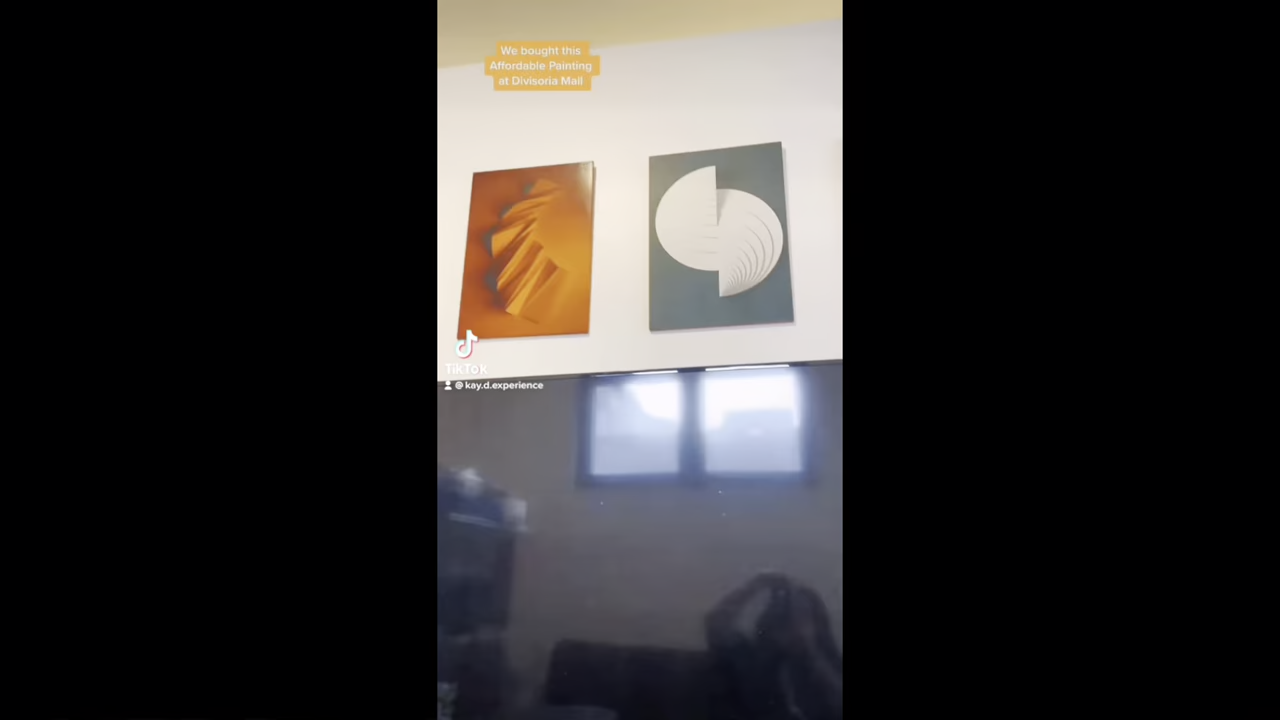 We bought this
Affordable Painting
at Divisoria Mall
TikTok
@ kay.d.experience